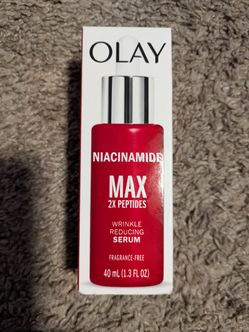 OLAY
NIACINAMIDE
MAX
2X PEPTIDES*
WRINKLE
REDUCING
SERUM
FRAGRANCE-FREE
40 mL (1.3 FL OZ)